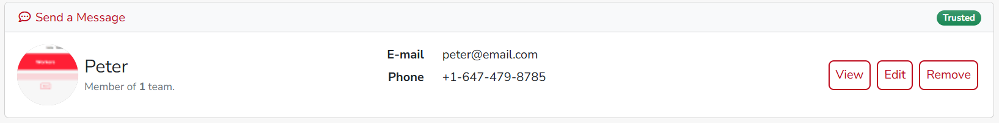 Send a Message
Trusted
Peter
Member of 1 team.
E-mail peter@email.com
Phone +1-647-479-8785
View Edit Remove